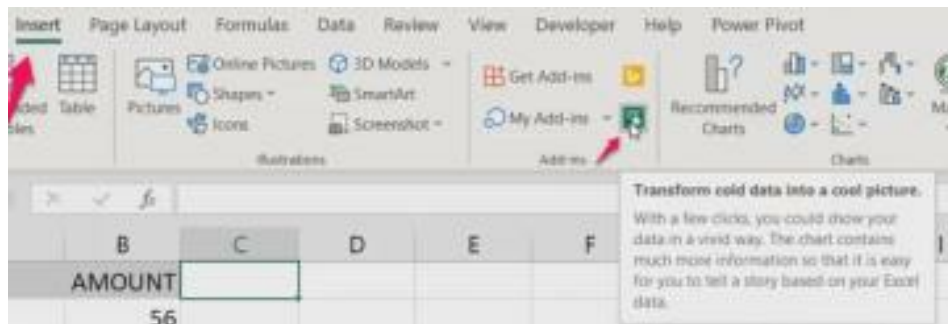 Insert Page Layout Formulas Data Review View Developer Help Power Pivot
Online Pictures 3D Models
Get Add-ins
Table Pictures Shapes SmartArt
Recommended
Charts
My Add-ins
Icons Screenshot
Illustrations Add-ins Charts
fx
Transform cold data into a cool picture.
With a few clicks, you could show your
data in a vivid way. The chart contains
much more information so that it is easy
for you to tell a story based on your Excel
data.
B C D E F I
AMOUNT
56